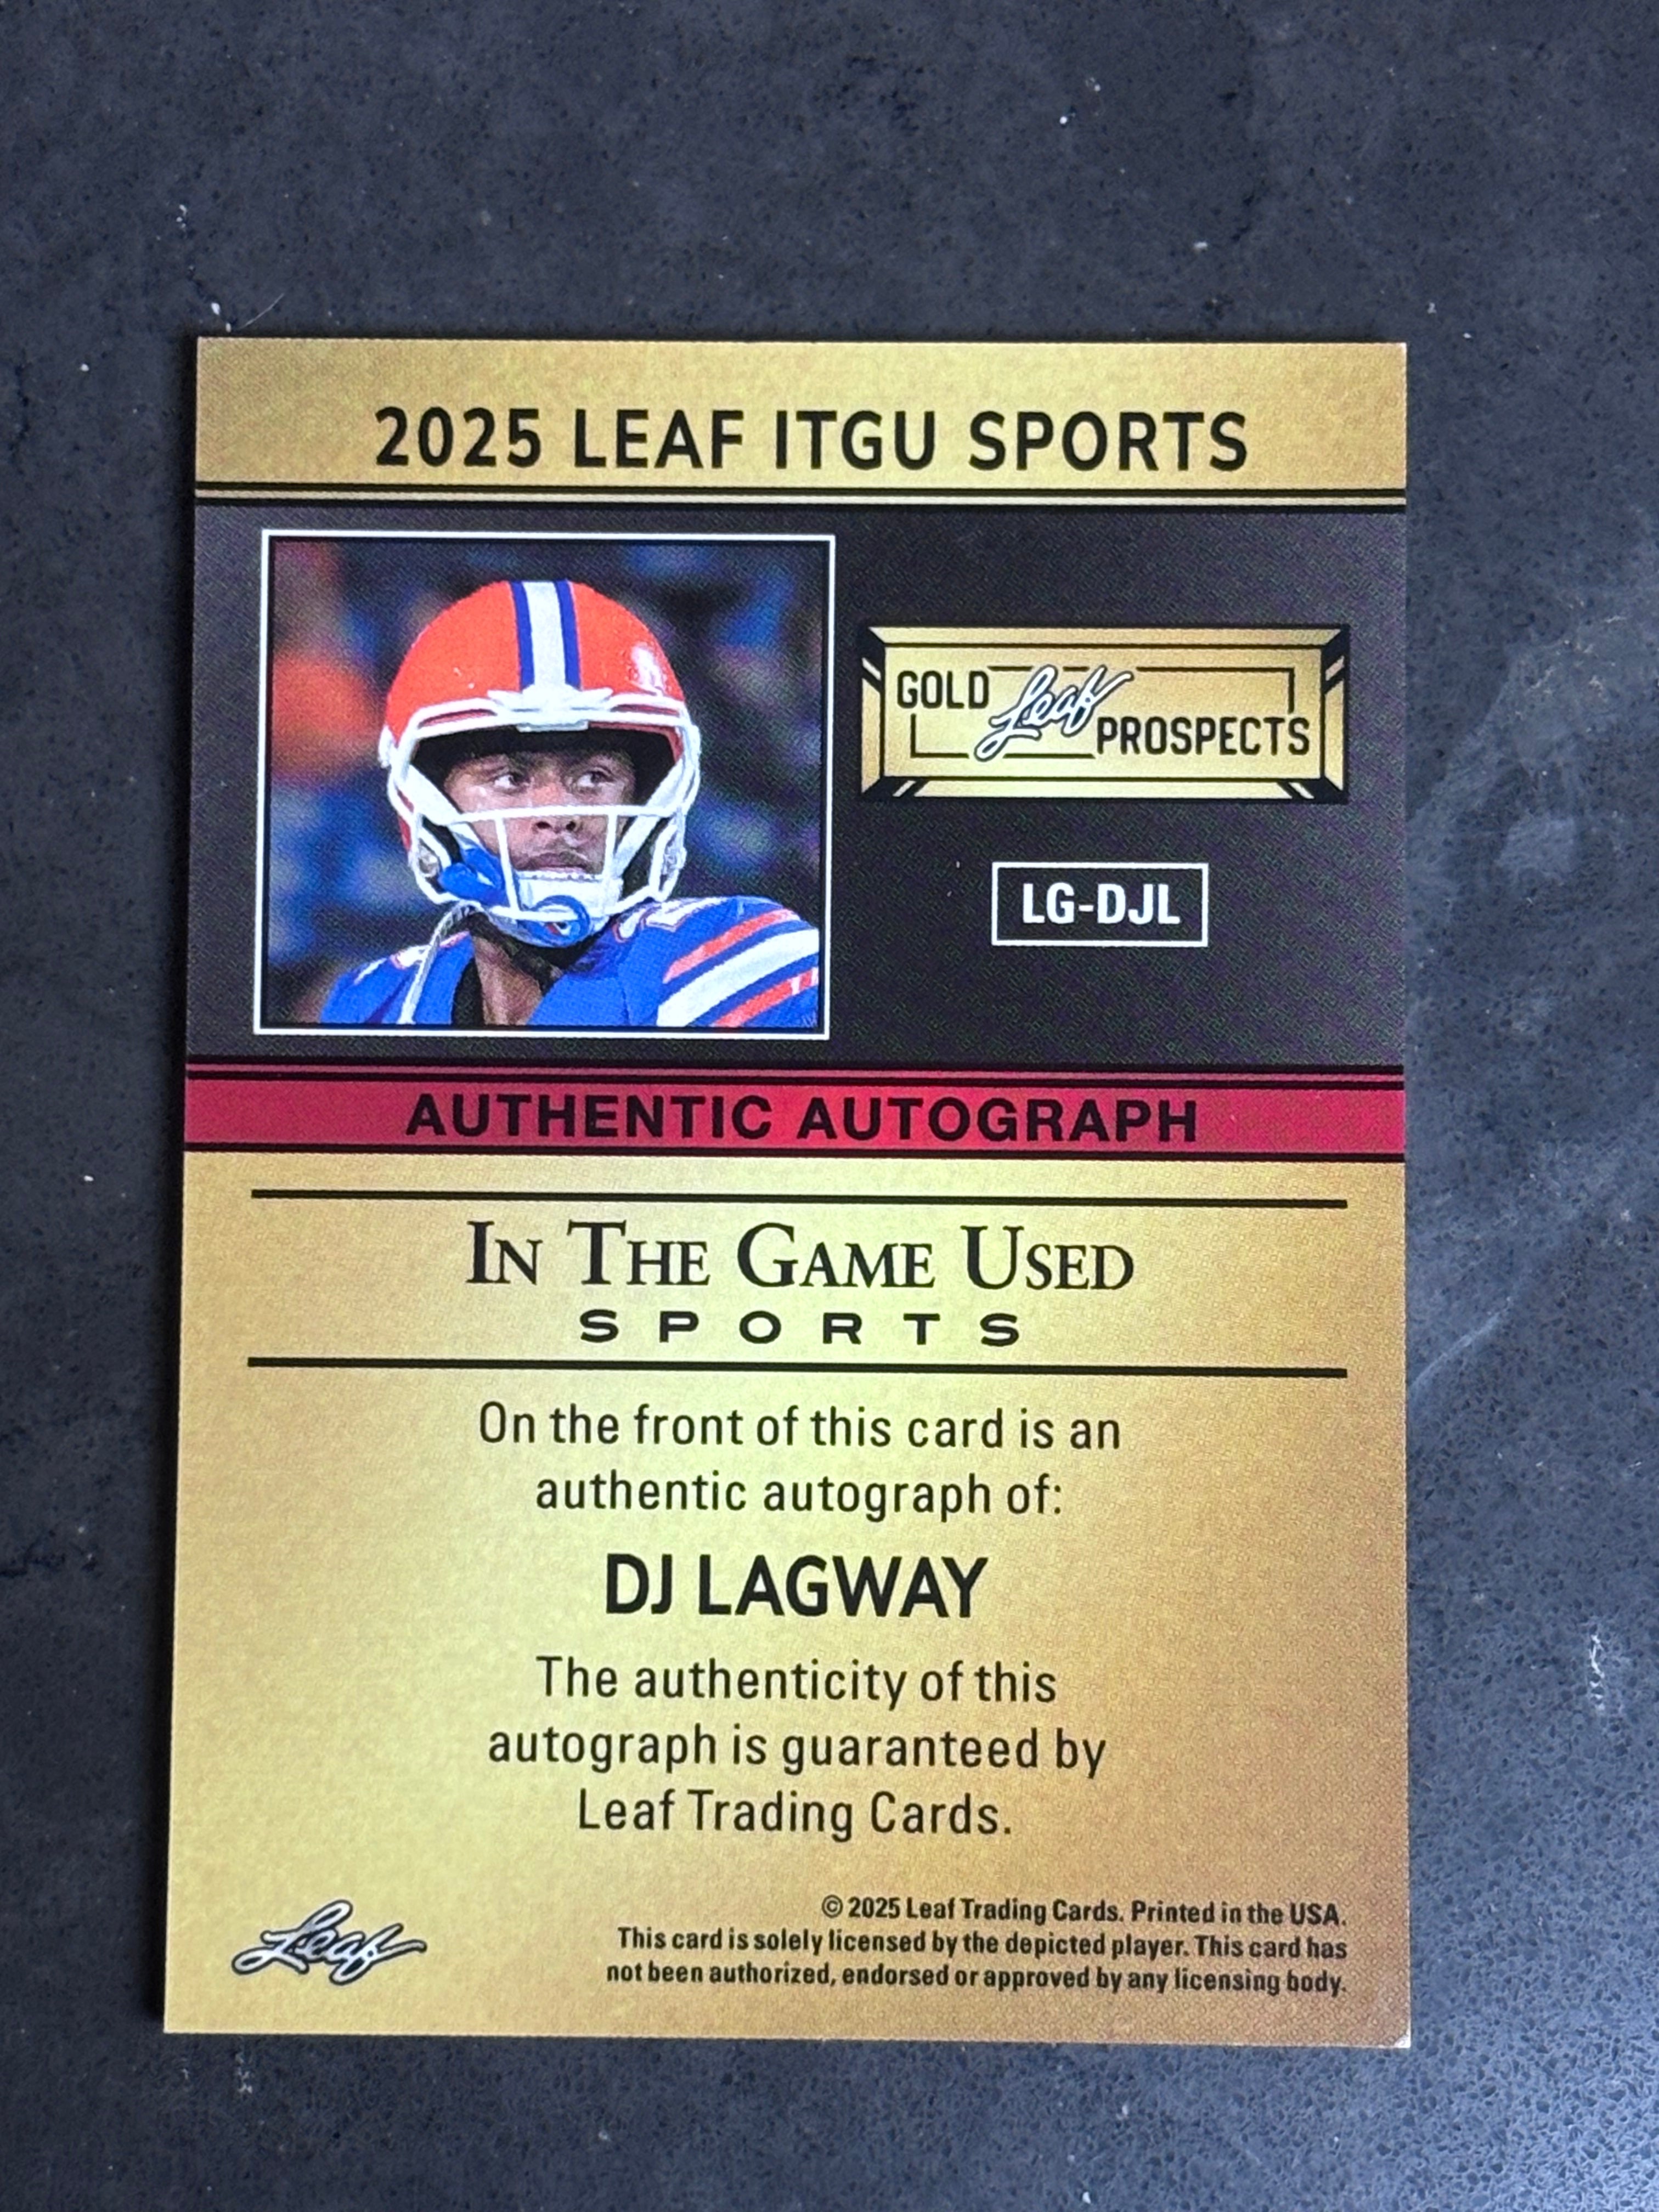 2025 LEAF ITGU SPORTS
GOLD Leaf PROSPECTS
LG-DJL
AUTHENTIC AUTOGRAPH
IN THE GAME USED
SPORTS
On the front of this card is an
authentic autograph of:
DJ LAGWAY
The authenticity of this
autograph is guaranteed by
Leaf Trading Cards.
Leaf
© 2025 Leaf Trading Cards. Printed in the USA.
This card is solely licensed by the depicted player. This card has
not been authorized, endorsed or approved by any licensing body.